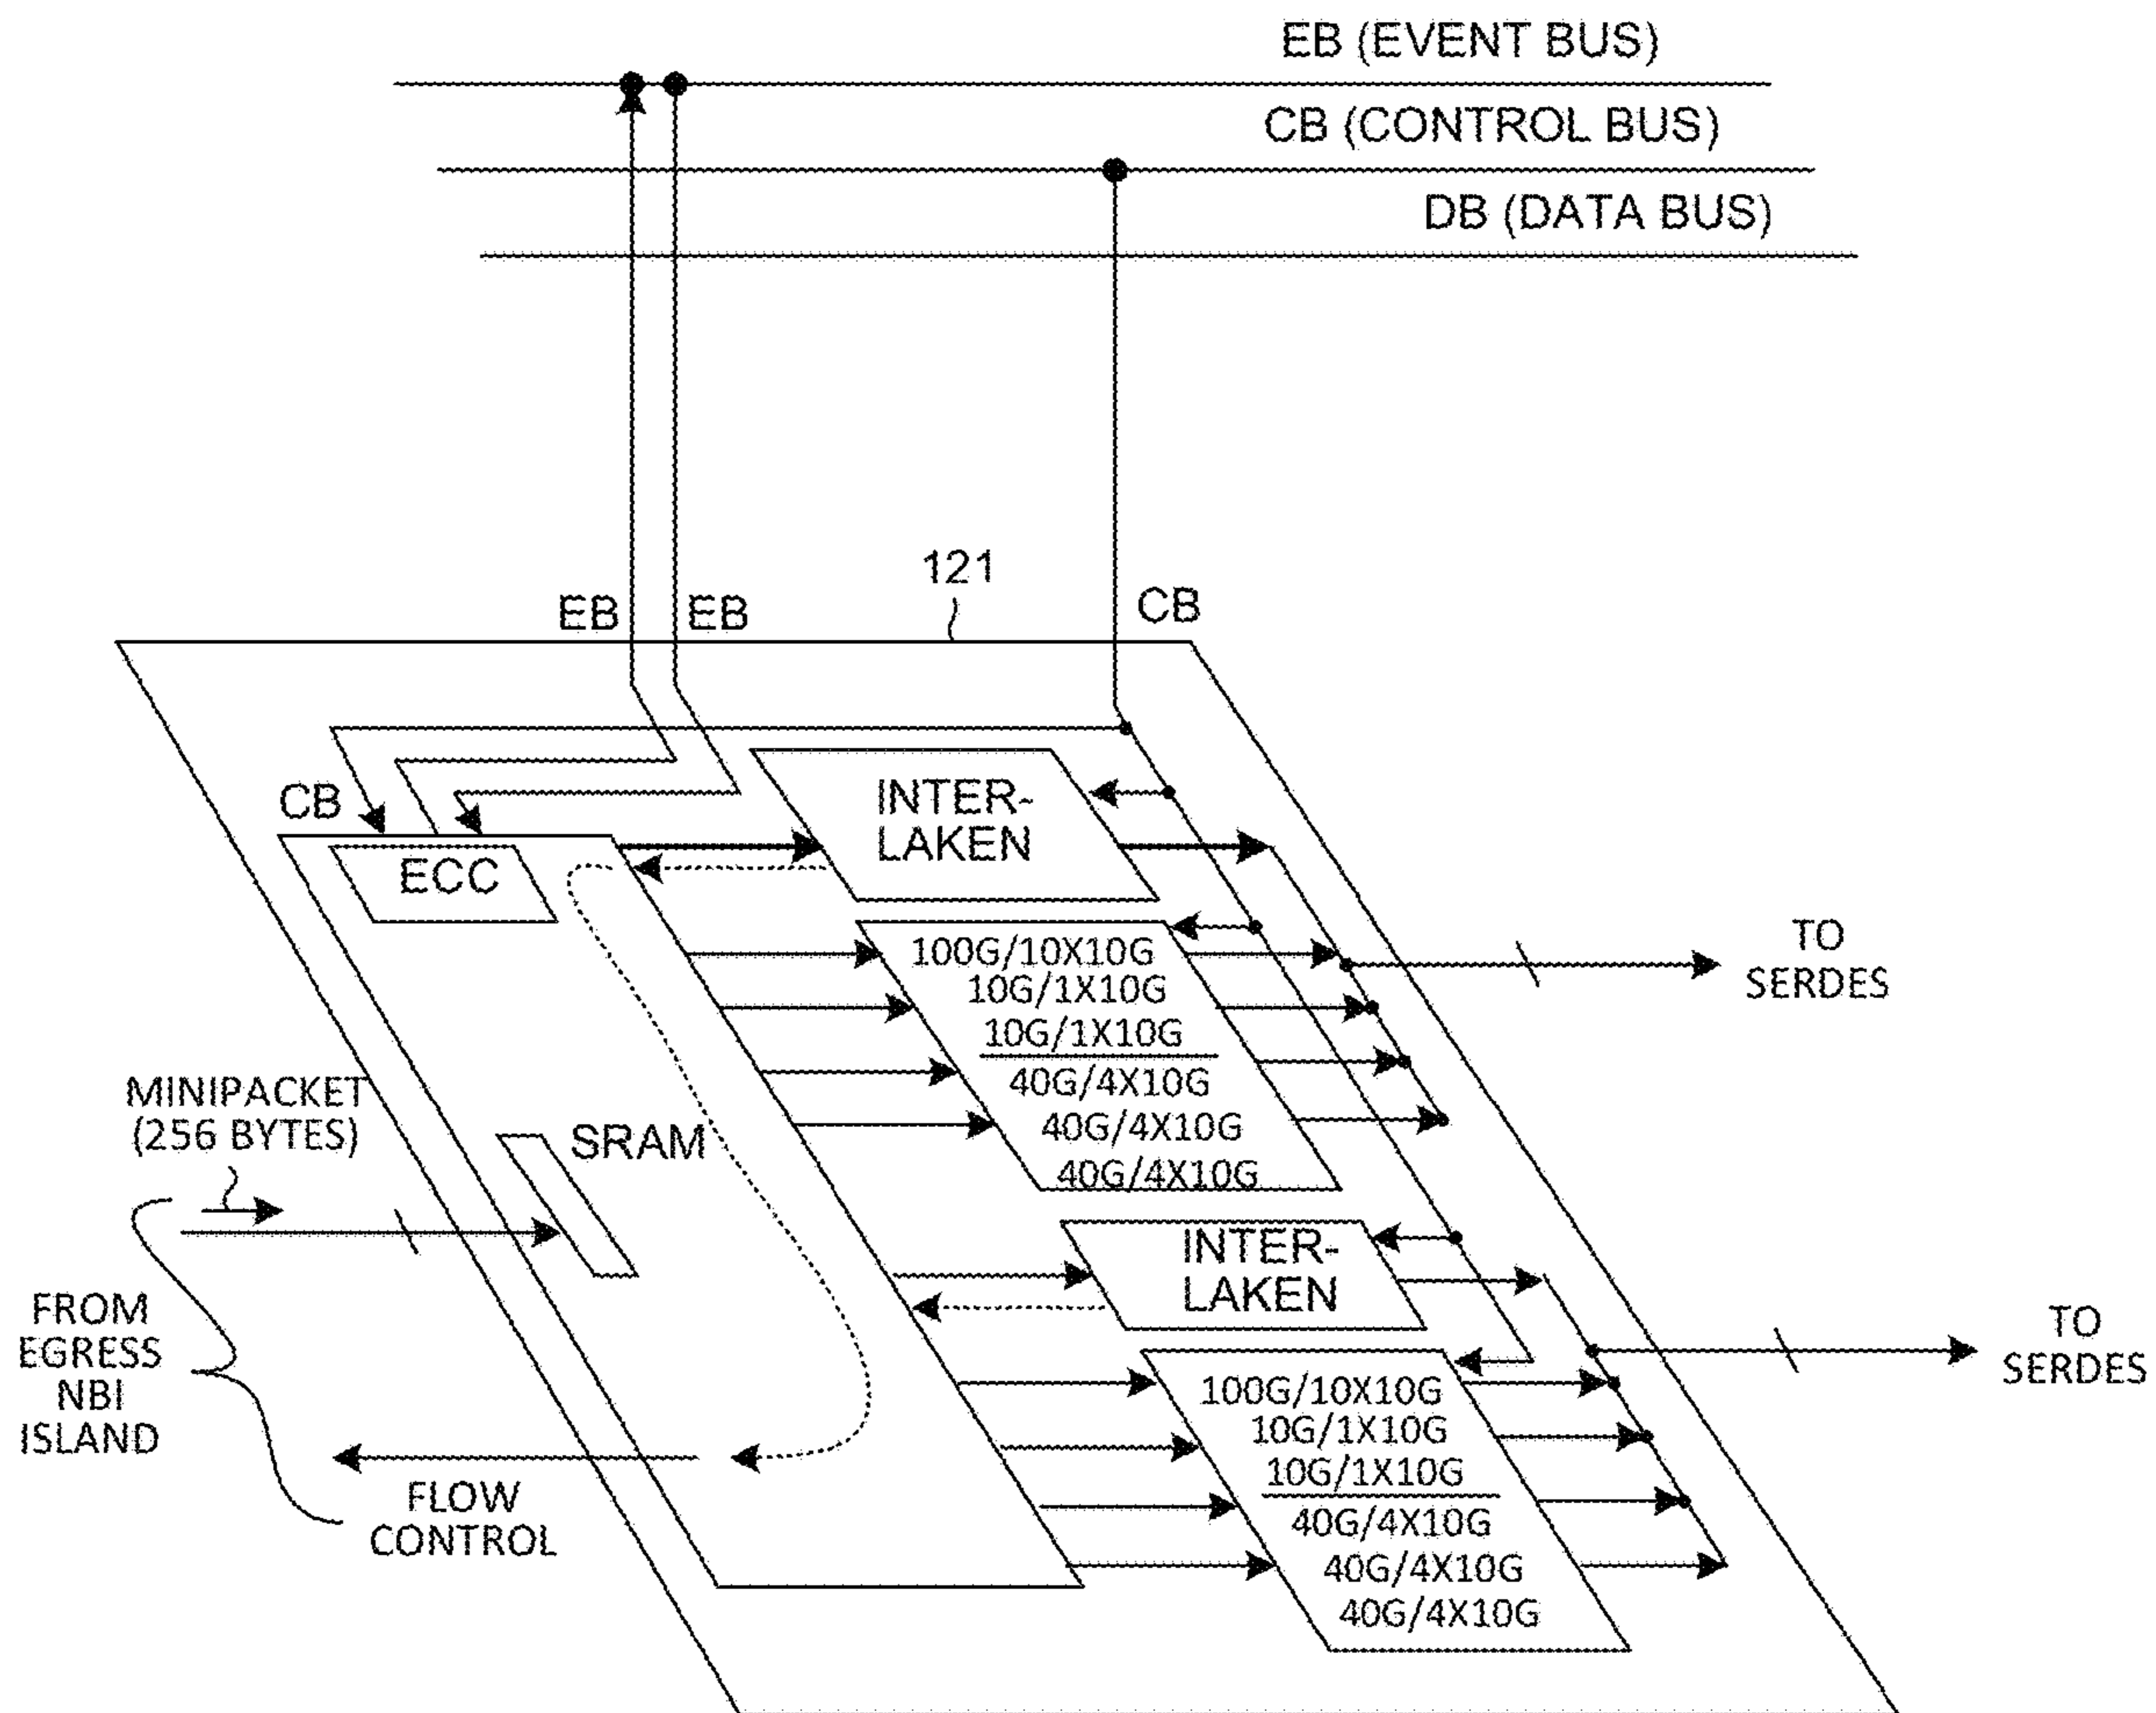 EB (EVENT BUS)
CB (CONTROL BUS)
DB (DATA BUS)
121
EB
EB
CB
CB
ECC
INTER-
LAKEN
100G/10X10G
10G/1X10G
10G/1X10G
40G/4X10G
40G/4X10G
40G/4X10G
TO
SERDES
MINIPACKET
(256 BYTES)
SRAM
FROM
EGRESS
NBI
ISLAND
INTER-
LAKEN
TO
SERDES
100G/10X10G
10G/1X10G
10G/1X10G
40G/4X10G
40G/4X10G
40G/4X10G
FLOW
CONTROL